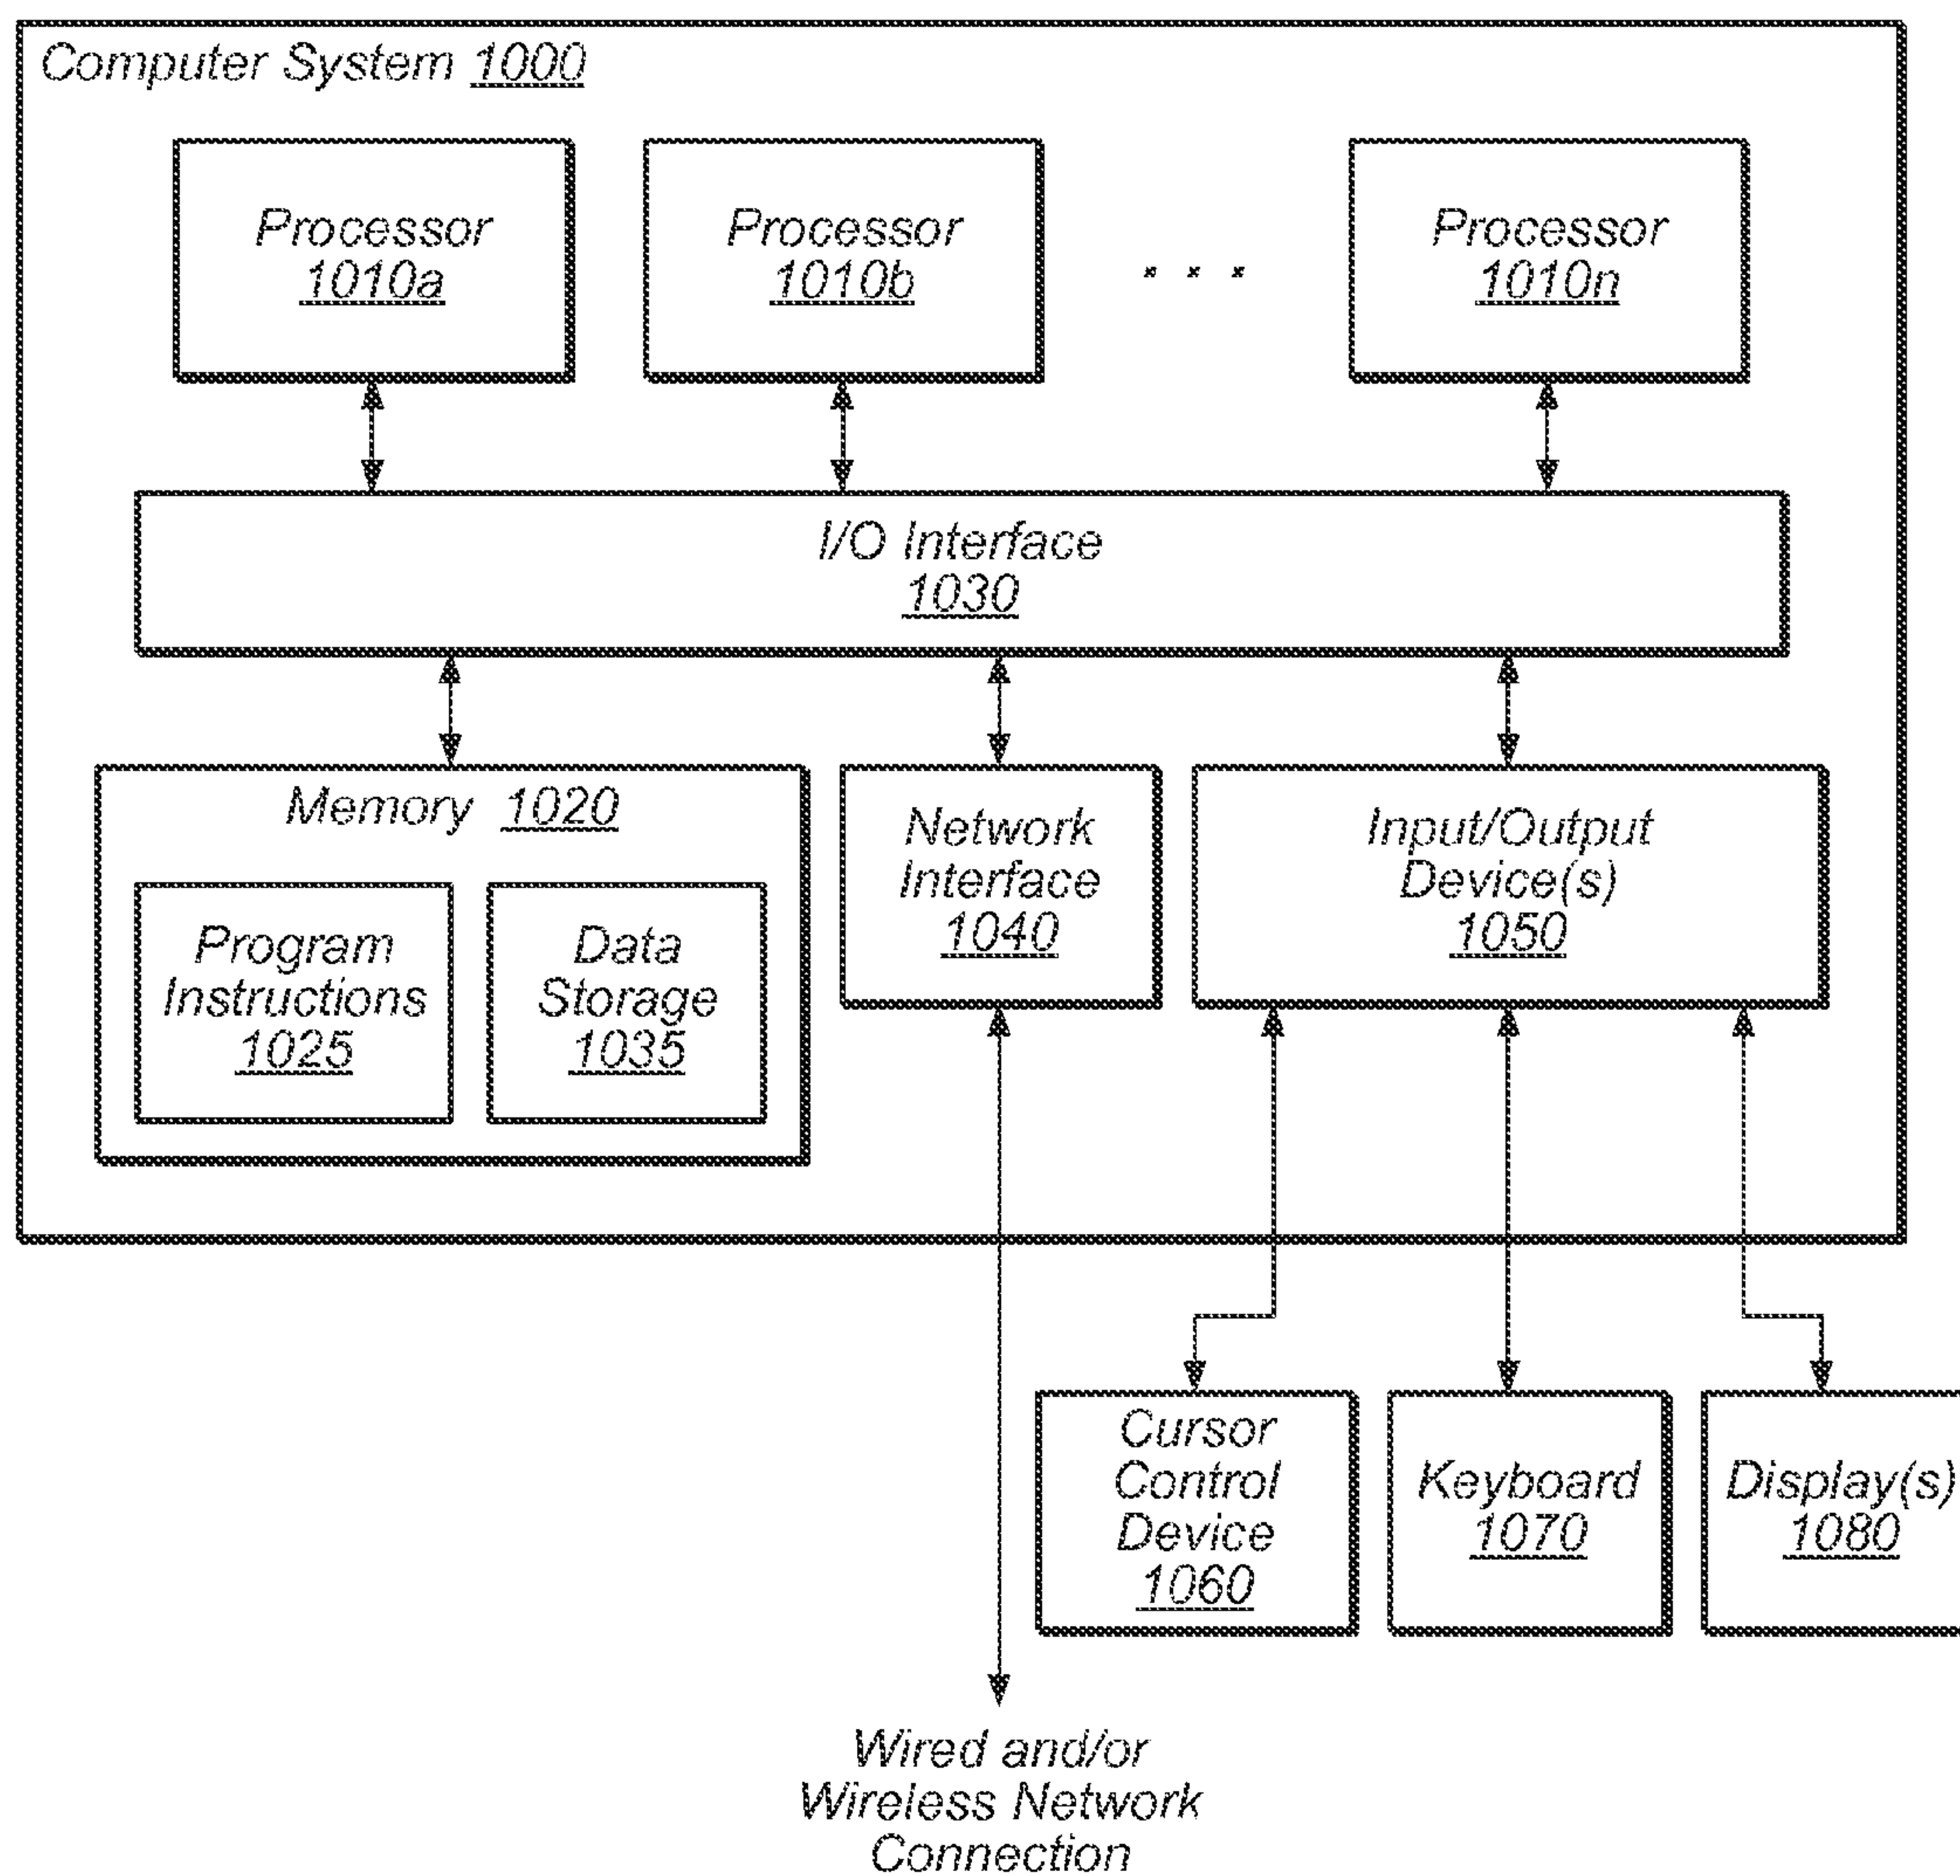 Computer System 1000
Processor
1010a
Processor
1010b
. . .
Processor
1010n
I/O Interface
1030
Memory 1020
Program
Instructions
1025
Data
Storage
1035
Network
Interface
1040
Input/Output
Device(s)
1050
Cursor
Control
Device
1060
Keyboard
1070
Display(s)
1080
Wired and/or
Wireless Network
Connection